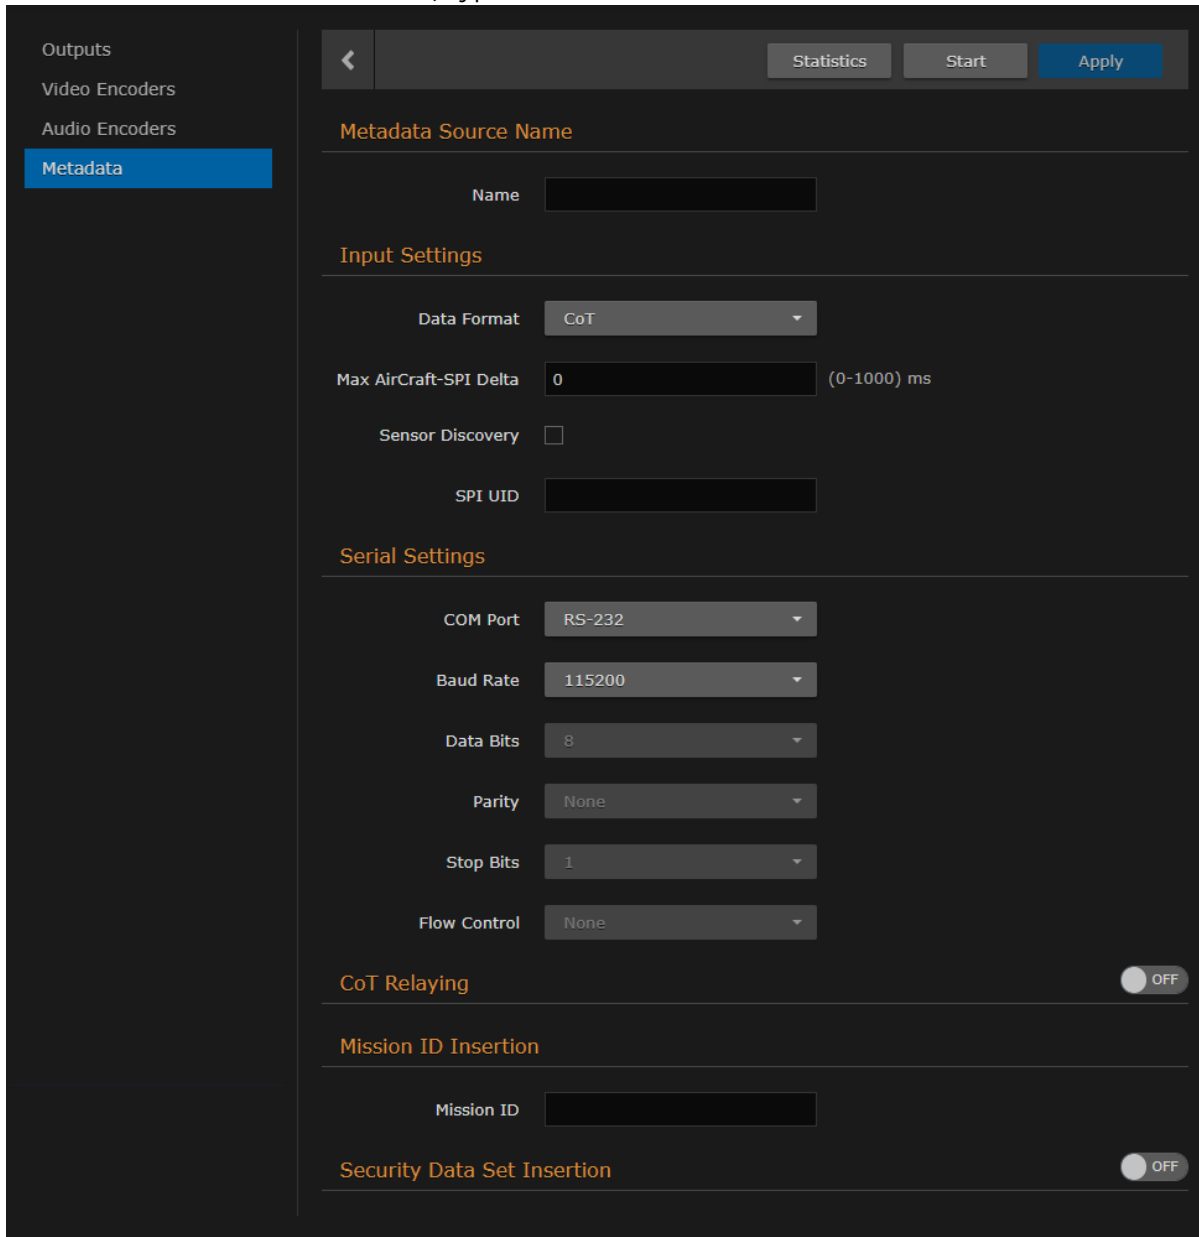 Outputs
Video Encoders
Audio Encoders
Metadata
Statistics Start Apply
Metadata Source Name
Name
Input Settings
Data Format CoT
Max AirCraft-SPI Delta 0 (0-1000) ms
Sensor Discovery
SPI UID
Serial Settings
COM Port RS-232
Baud Rate 115200
Data Bits 8
Parity None
Stop Bits 1
Flow Control None
CoT Relaying OFF
Mission ID Insertion
Mission ID
Security Data Set Insertion OFF